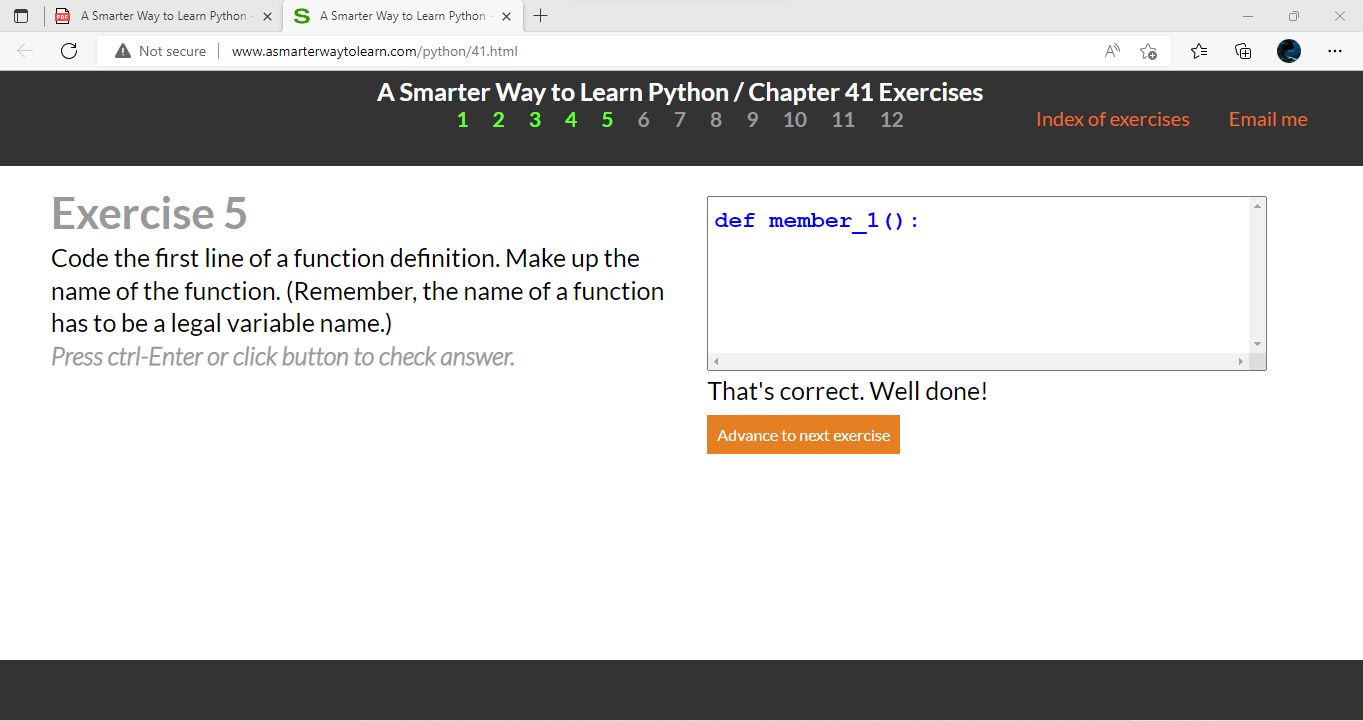 A Smarter Way to Learn Python -
A Smarter Way to Learn Python -
Not secure
www.asmarterwaytolearn.com/python/41.html
A Smarter Way to Learn Python / Chapter 41 Exercises
1 2 3 4 5 6 7 8 9 10 11 12
Index of exercises
Email me
Exercise 5
Code the first line of a function definition. Make up the
name of the function. (Remember, the name of a function
has to be a legal variable name.)
Press ctrl-Enter or click button to check answer.
def member_1():
That's correct. Well done!
Advance to next exercise